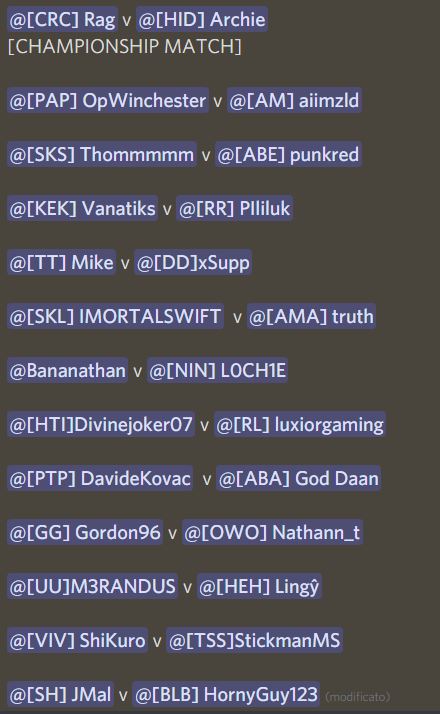 @[CRC] Rag v @[HID] Archie
[CHAMPIONSHIP MATCH]
@[PAP] OpWinchester v @[AM] aiimzld
@[SKS] Thommmmm v @[ABE] punkred
@[KEK] Vanatiks v @[RR] PIliluk
@[TT] Mike v @[DD]xSupp
@[SKL] IMORTALSWIFT v @[AMA] truth
@Bananathan v @[NIN] L0CH1E
@[HTI]Divinejoker07 v @[RL] luxiorgaming
@[PTP] DavideKovac v @[ABA] God Daan
@[GG] Gordon96 v @[OWO] Nathann_t
@[UU]M3RANDUS v @[HEH] Lingŷ
@[VIV] ShiKuro v @[TSS]StickmanMS
@[SH] JMal v @[BLB] HornyGuy123 (modificato)